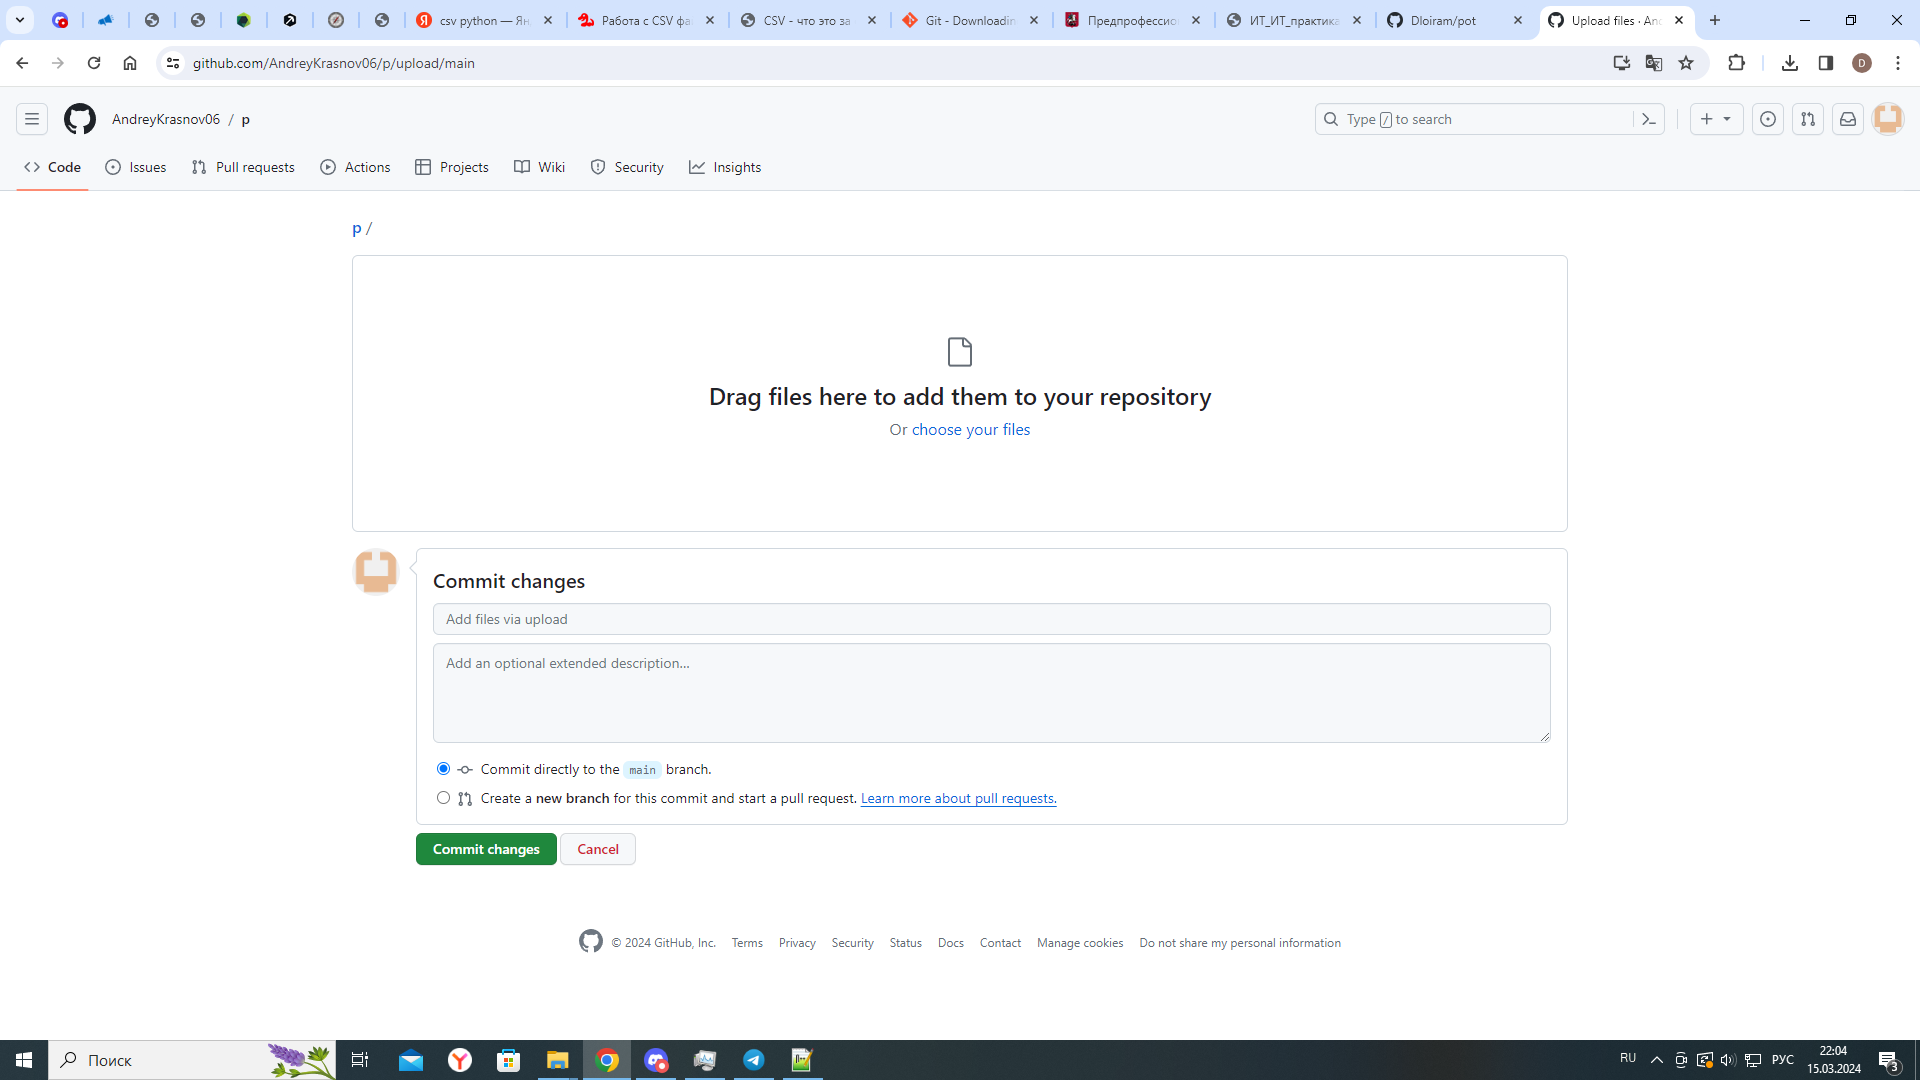 csv python — Ян
Работа с CSV фа
CSV - что это за
Git - Downloadin
Предпрофессио
ИТ_ИТ_практика
Dloiram/pot
Upload files · And
github.com/AndreyKrasnov06/p/upload/main
D
AndreyKrasnov06 / p
Type / to search
Code
Issues
Pull requests
Actions
Projects
Wiki
Security
Insights
p /
Drag files here to add them to your repository
Or choose your files
Commit changes
Add files via upload
Add an optional extended description...
Commit directly to the main branch.
Create a new branch for this commit and start a pull request. Learn more about pull requests.
Commit changes
Cancel
© 2024 GitHub, Inc. Terms Privacy Security Status Docs Contact Manage cookies Do not share my personal information
Поиск
RU
РУС
22:04
15.03.2024
3